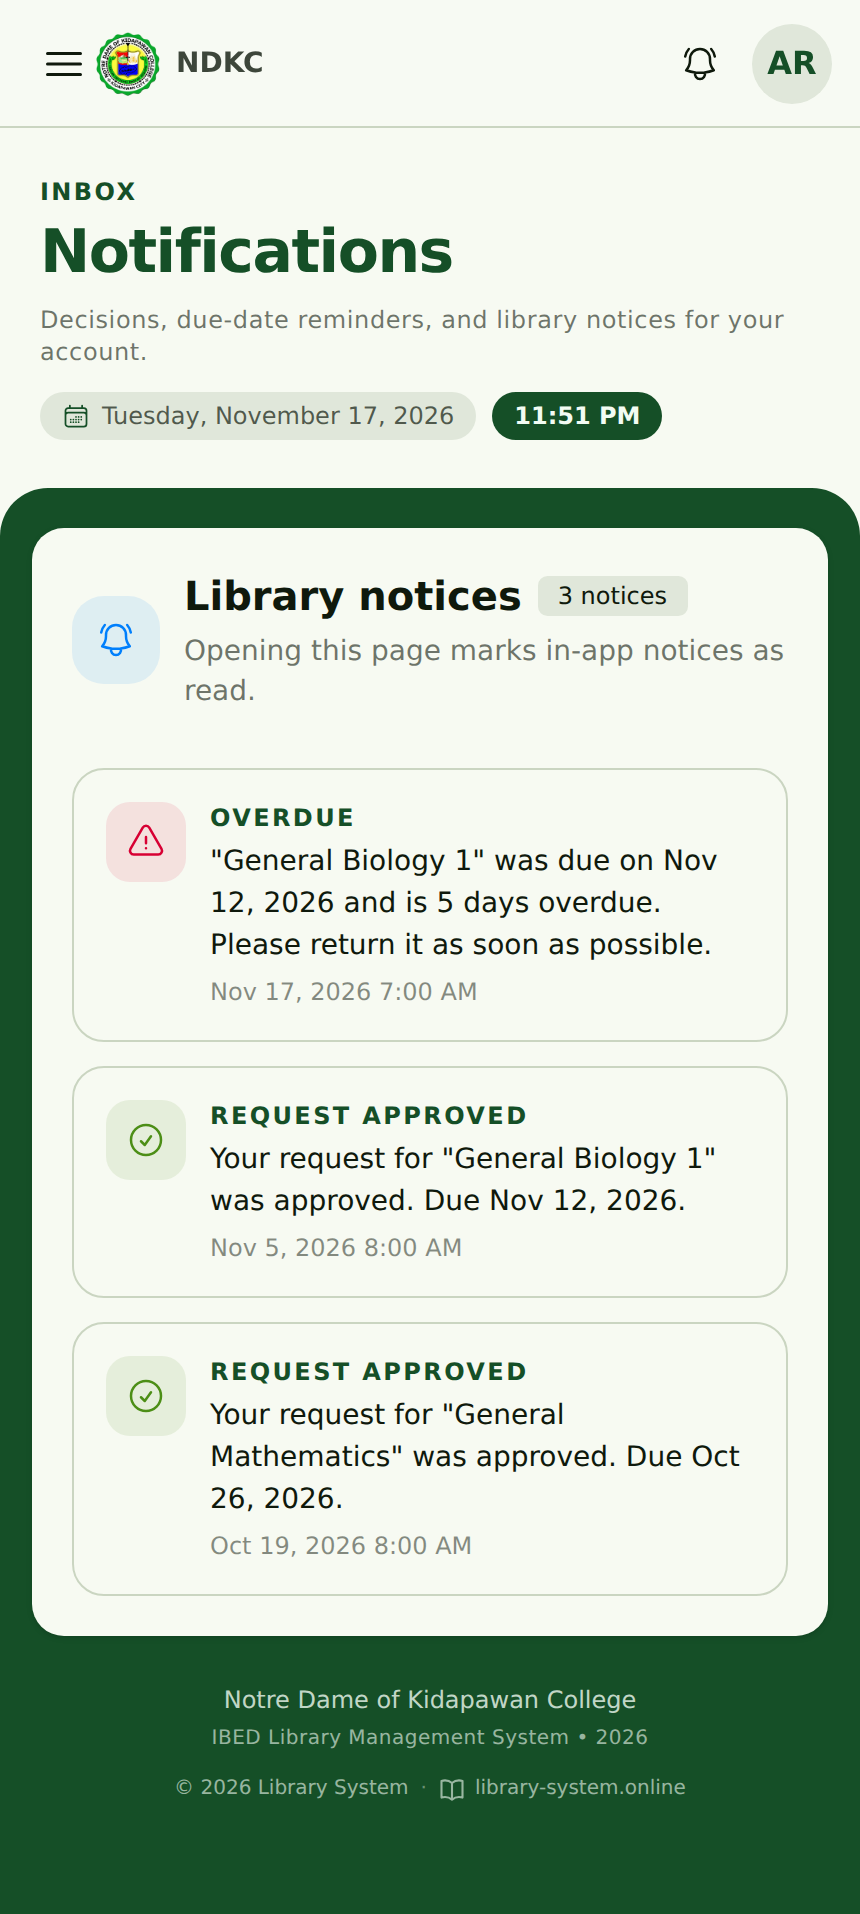 NDKC
AR
INBOX
Notifications
Decisions, due-date reminders, and library notices for your
account.
Tuesday, November 17, 2026
11:51 PM
Library notices
3 notices
Opening this page marks in-app notices as
read.
OVERDUE
"General Biology 1" was due on Nov
12, 2026 and is 5 days overdue.
Please return it as soon as possible.
Nov 17, 2026 7:00 AM
REQUEST APPROVED
Your request for "General Biology 1"
was approved. Due Nov 12, 2026.
Nov 5, 2026 8:00 AM
REQUEST APPROVED
Your request for "General
Mathematics" was approved. Due Oct
26, 2026.
Oct 19, 2026 8:00 AM
Notre Dame of Kidapawan College
IBED Library Management System • 2026
© 2026 Library System · library-system.online